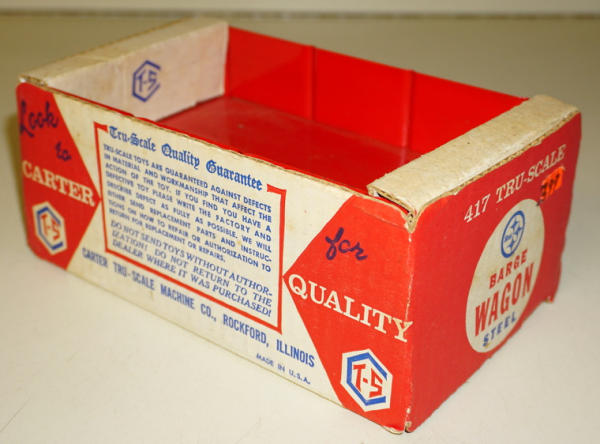 T-S
Look
to
CARTER
T-S
Tru-Scale Quality Guarantee
TRU-SCALE TOYS ARE GUARANTEED AGAINST DEFECTS
IN MATERIAL AND WORKMANSHIP THAT AFFECT THE
ACTION OF THE TOY. IF YOU FIND YOU HAVE A
DEFECTIVE TOY PLEASE WRITE THE FACTORY AND
DESCRIBE DEFECT AS FULLY AS POSSIBLE. WE WILL
EITHER SEND REPLACEMENT PARTS AND INSTRUC-
TION ON HOW TO REPAIR OR AUTHORIZATION TO
RETURN FOR REPLACEMENT OR REPAIRS.
DO NOT SEND TOYS WITHOUT AUTHOR-
IZATION! DO NOT RETURN TO THE
DEALER WHERE IT WAS PURCHASED!
CARTER TRU-SCALE MACHINE CO., ROCKFORD, ILLINOIS
MADE IN U.S.A.
for
QUALITY
T-S
417 TRU-SCALE
BARGE
WAGON
STEEL